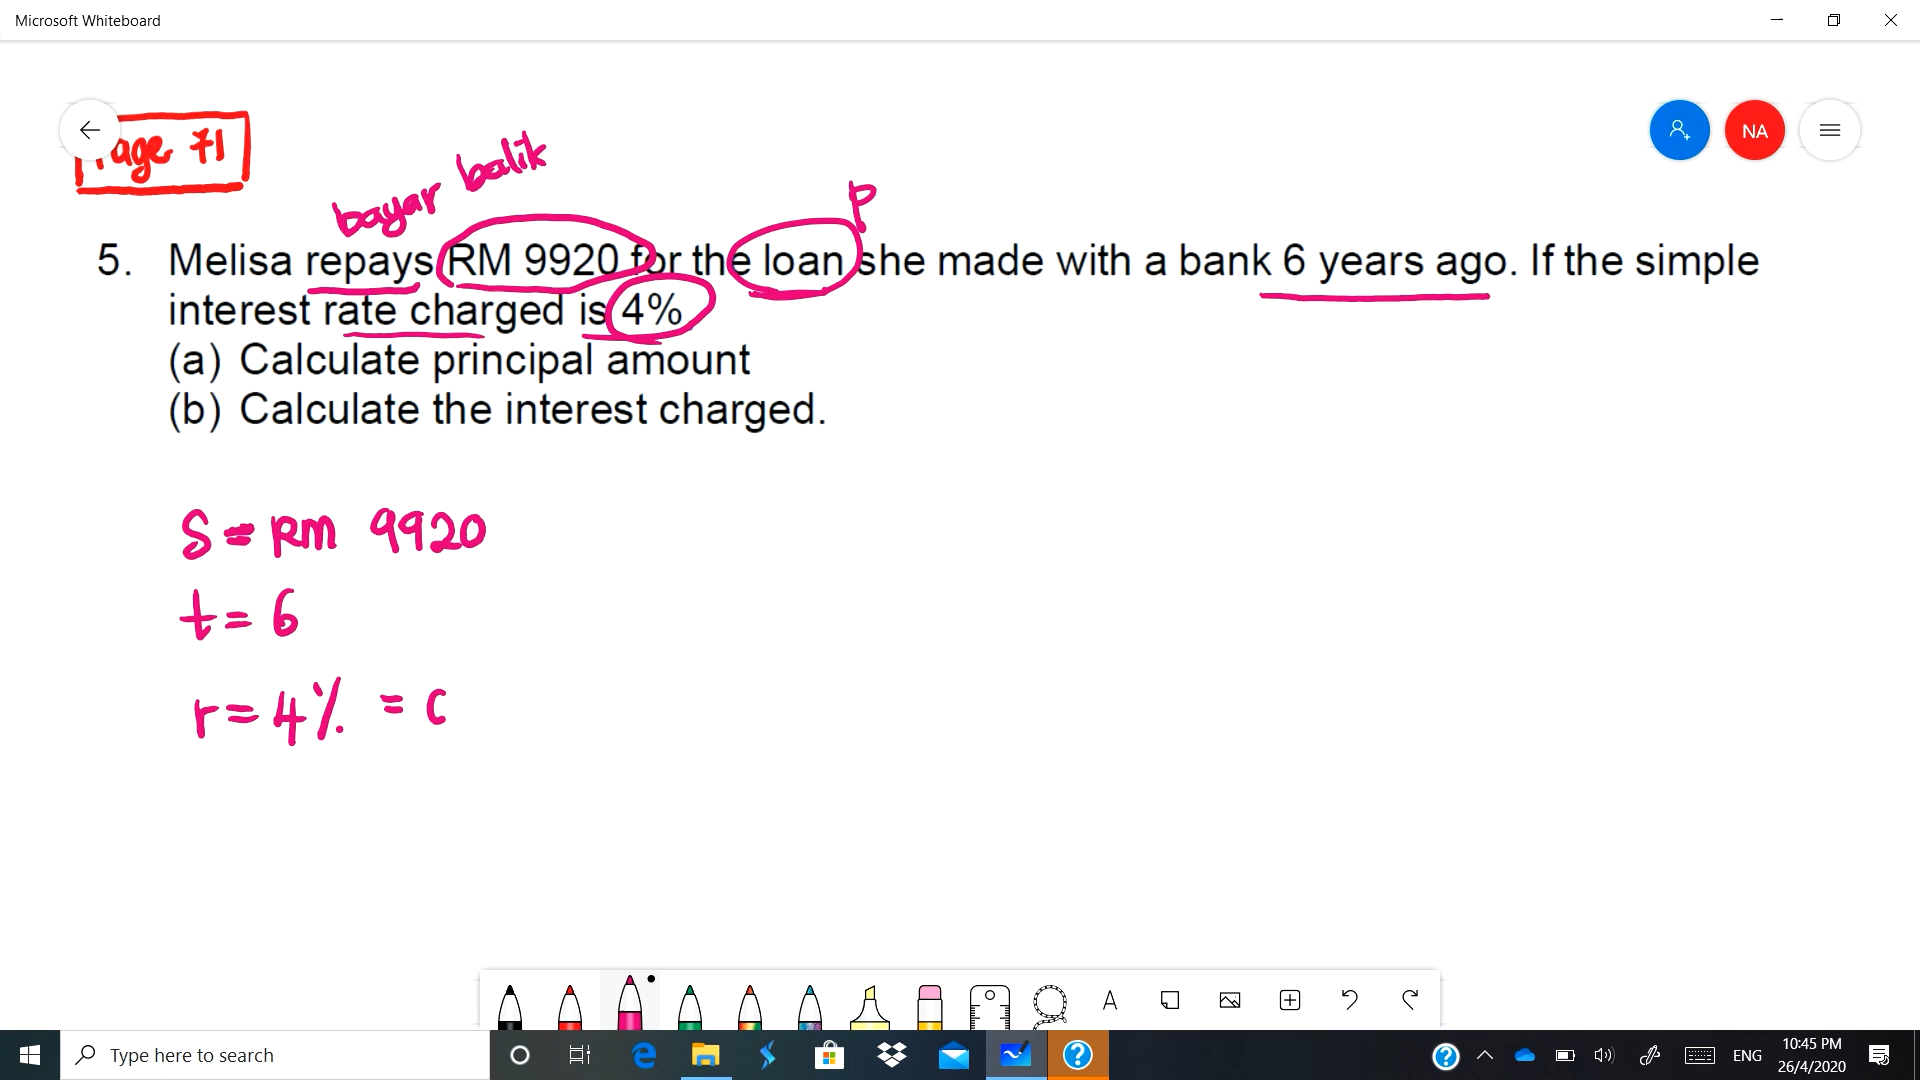 Microsoft Whiteboard
Page 71
NA
bayar balik
P
5. Melisa repays RM 9920 for the loan she made with a bank 6 years ago. If the simple
interest rate charged is 4%
(a) Calculate principal amount
(b) Calculate the interest charged.
S = RM 9920
t = 6
r = 4% = 0
A
Type here to search
ENG
10:45 PM
26/4/2020